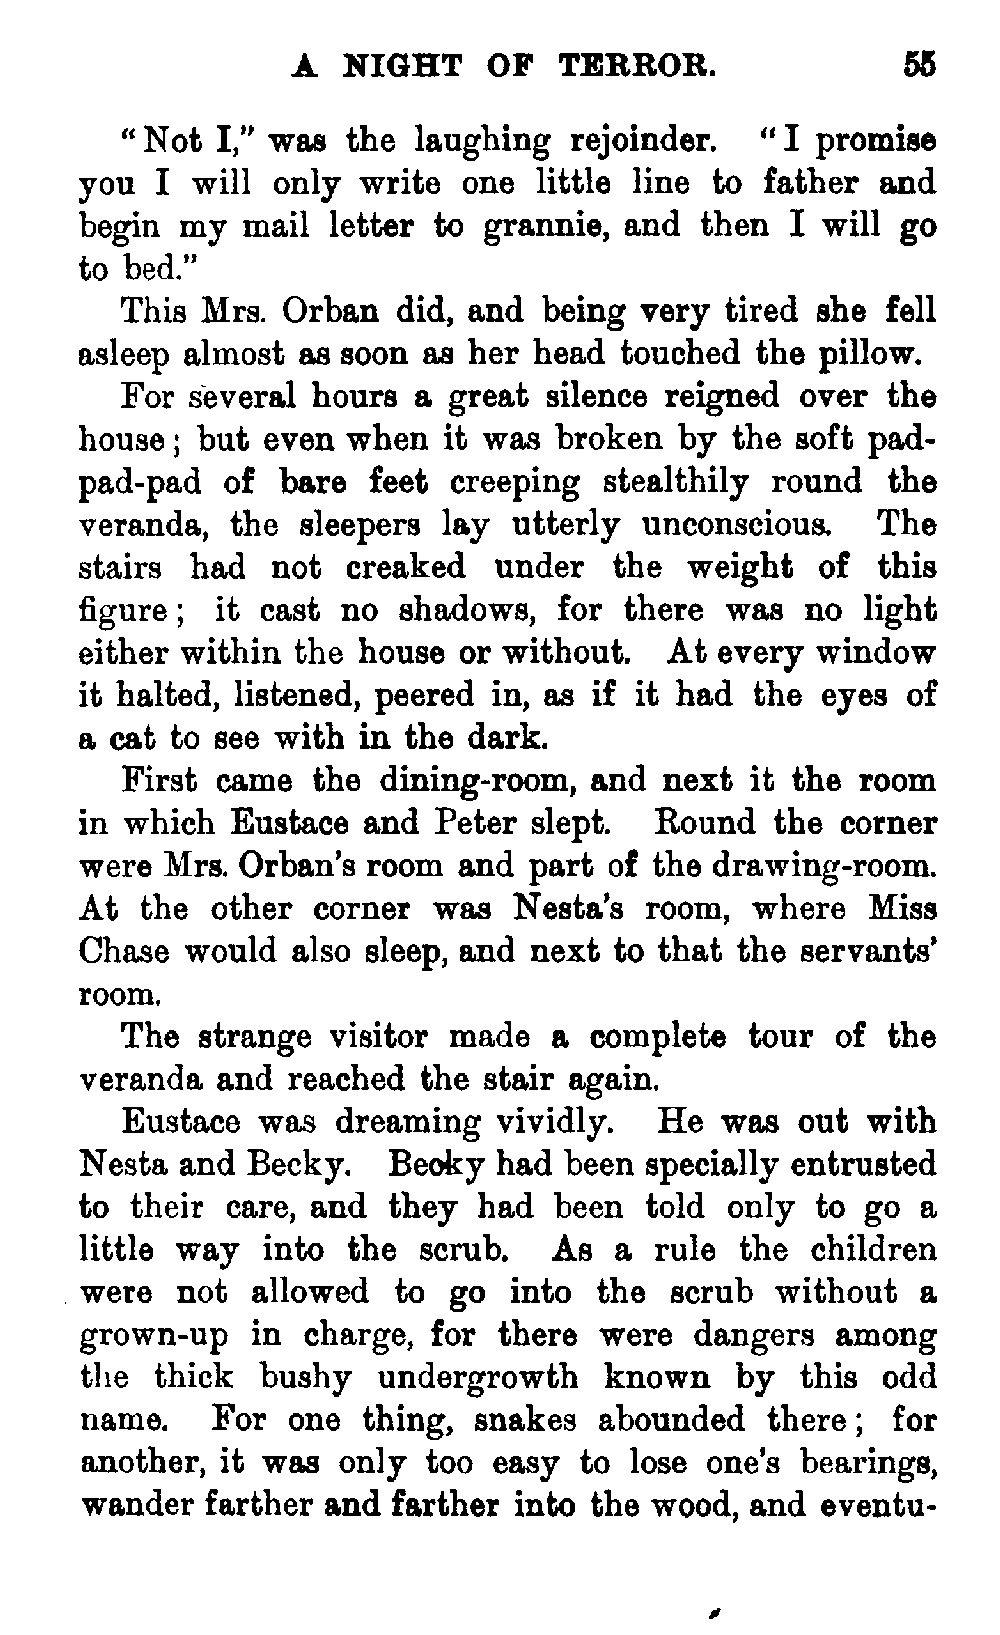 A NIGHT OF TERROR. 55
"Not I," was the laughing rejoinder. "I promise
you I will only write one little line to father and
begin my mail letter to grannie, and then I will go
to bed."
This Mrs. Orban did, and being very tired she fell
asleep almost as soon as her head touched the pillow.
For several hours a great silence reigned over the
house; but even when it was broken by the soft pad-
pad-pad of bare feet creeping stealthily round the
veranda, the sleepers lay utterly unconscious. The
stairs had not creaked under the weight of this
figure; it cast no shadows, for there was no light
either within the house or without. At every window
it halted, listened, peered in, as if it had the eyes of
a cat to see with in the dark.
First came the dining-room, and next it the room
in which Eustace and Peter slept. Round the corner
were Mrs. Orban's room and part of the drawing-room.
At the other corner was Nesta's room, where Miss
Chase would also sleep, and next to that the servants'
room.
The strange visitor made a complete tour of the
veranda and reached the stair again.
Eustace was dreaming vividly. He was out with
Nesta and Becky. Becky had been specially entrusted
to their care, and they had been told only to go a
little way into the scrub. As a rule the children
were not allowed to go into the scrub without a
grown-up in charge, for there were dangers among
the thick bushy undergrowth known by this odd
name. For one thing, snakes abounded there; for
another, it was only too easy to lose one's bearings,
wander farther and farther into the wood, and eventu-